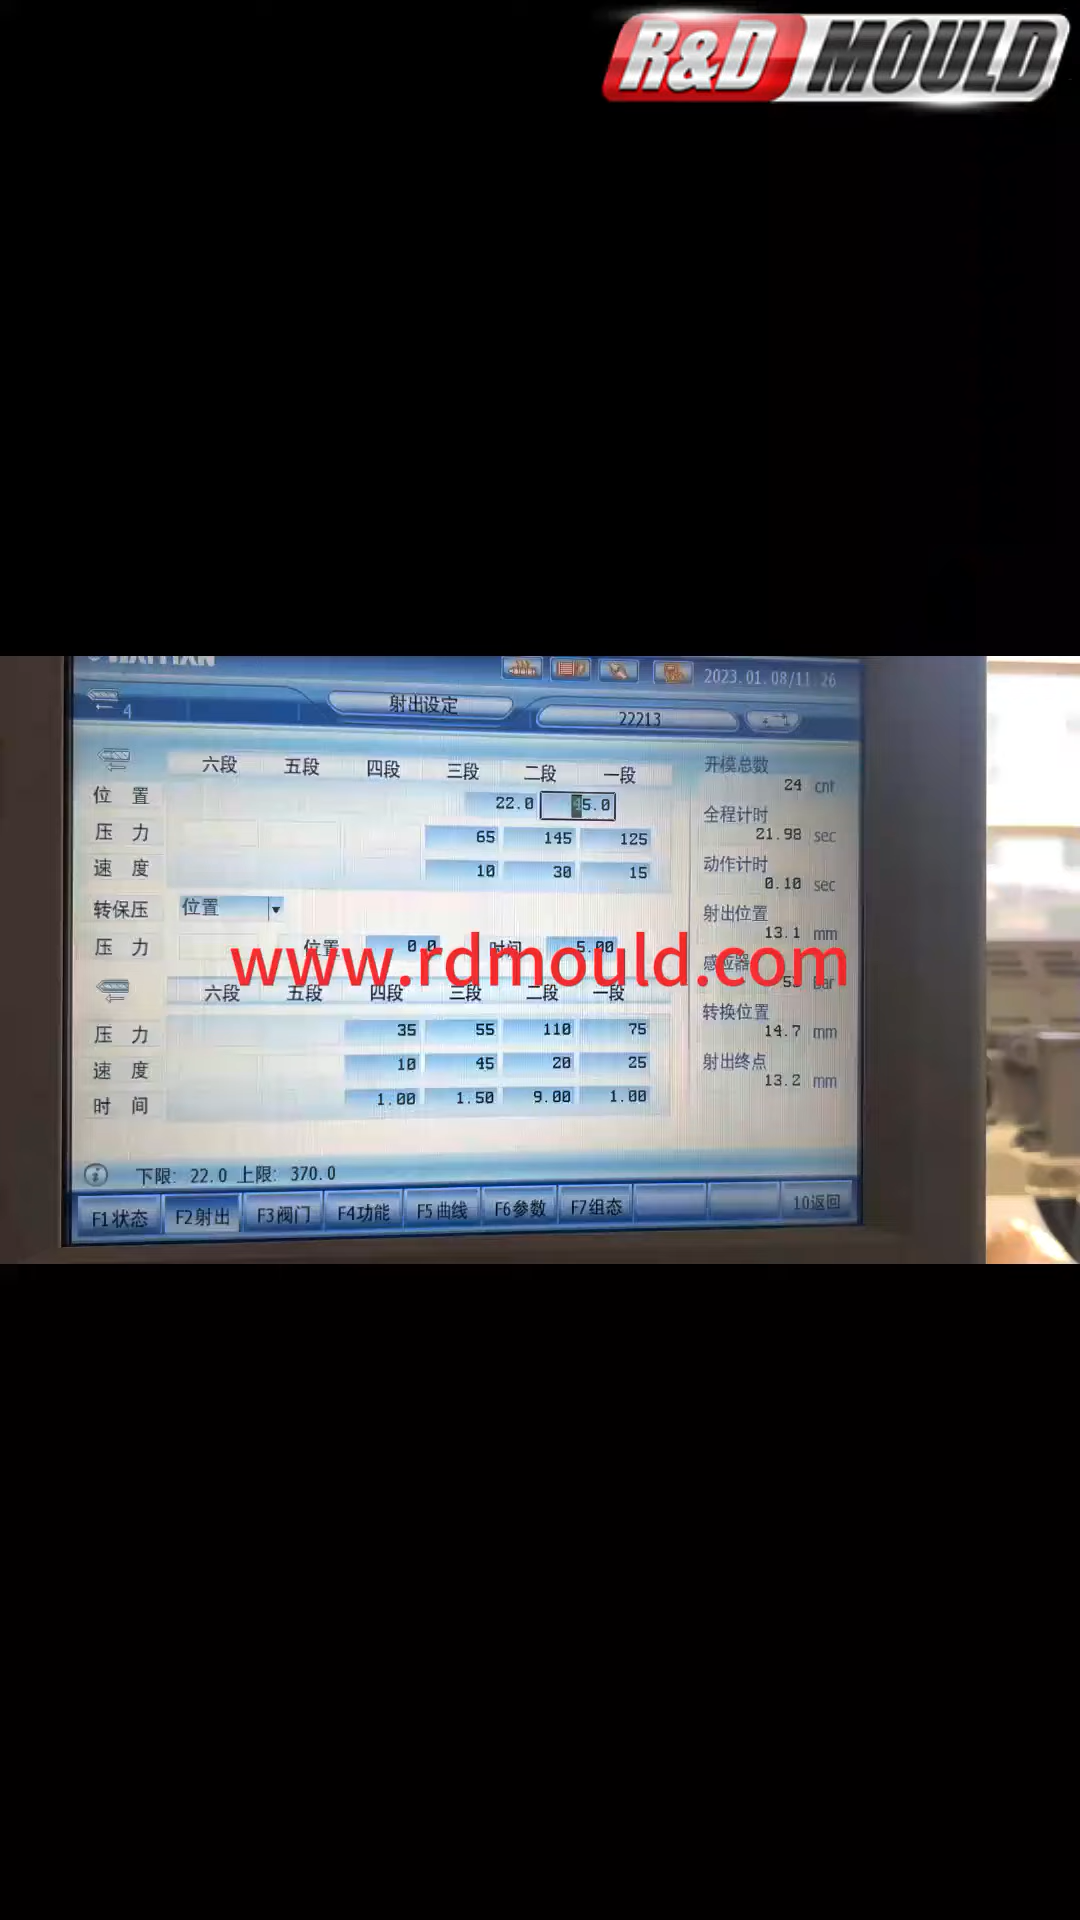 R&D MOULD
HAITIAN 2023.01.08/11:26
4 射出设定 22213
六段 五段 四段 三段 二段 一段
位 置 22.0 5.0
压 力 65 145 125
速 度 10 30 15
转保压 位置
压 力 位置 0.0 时间 5.00
www.rdmould.com
六段 五段 四段 三段 二段 一段
压 力 35 55 110 75
速 度 10 45 20 25
时 间 1.00 1.50 9.00 1.00
开模总数
24 cnt
全程计时
21.98 sec
动作计时
0.10 sec
射出位置
13.1 mm
感应器
bar
转换位置
14.7 mm
射出终点
13.2 mm
下限: 22.0 上限: 370.0
F1状态 F2射出 F3阀门 F4功能 F5曲线 F6参数 F7组态 10返回